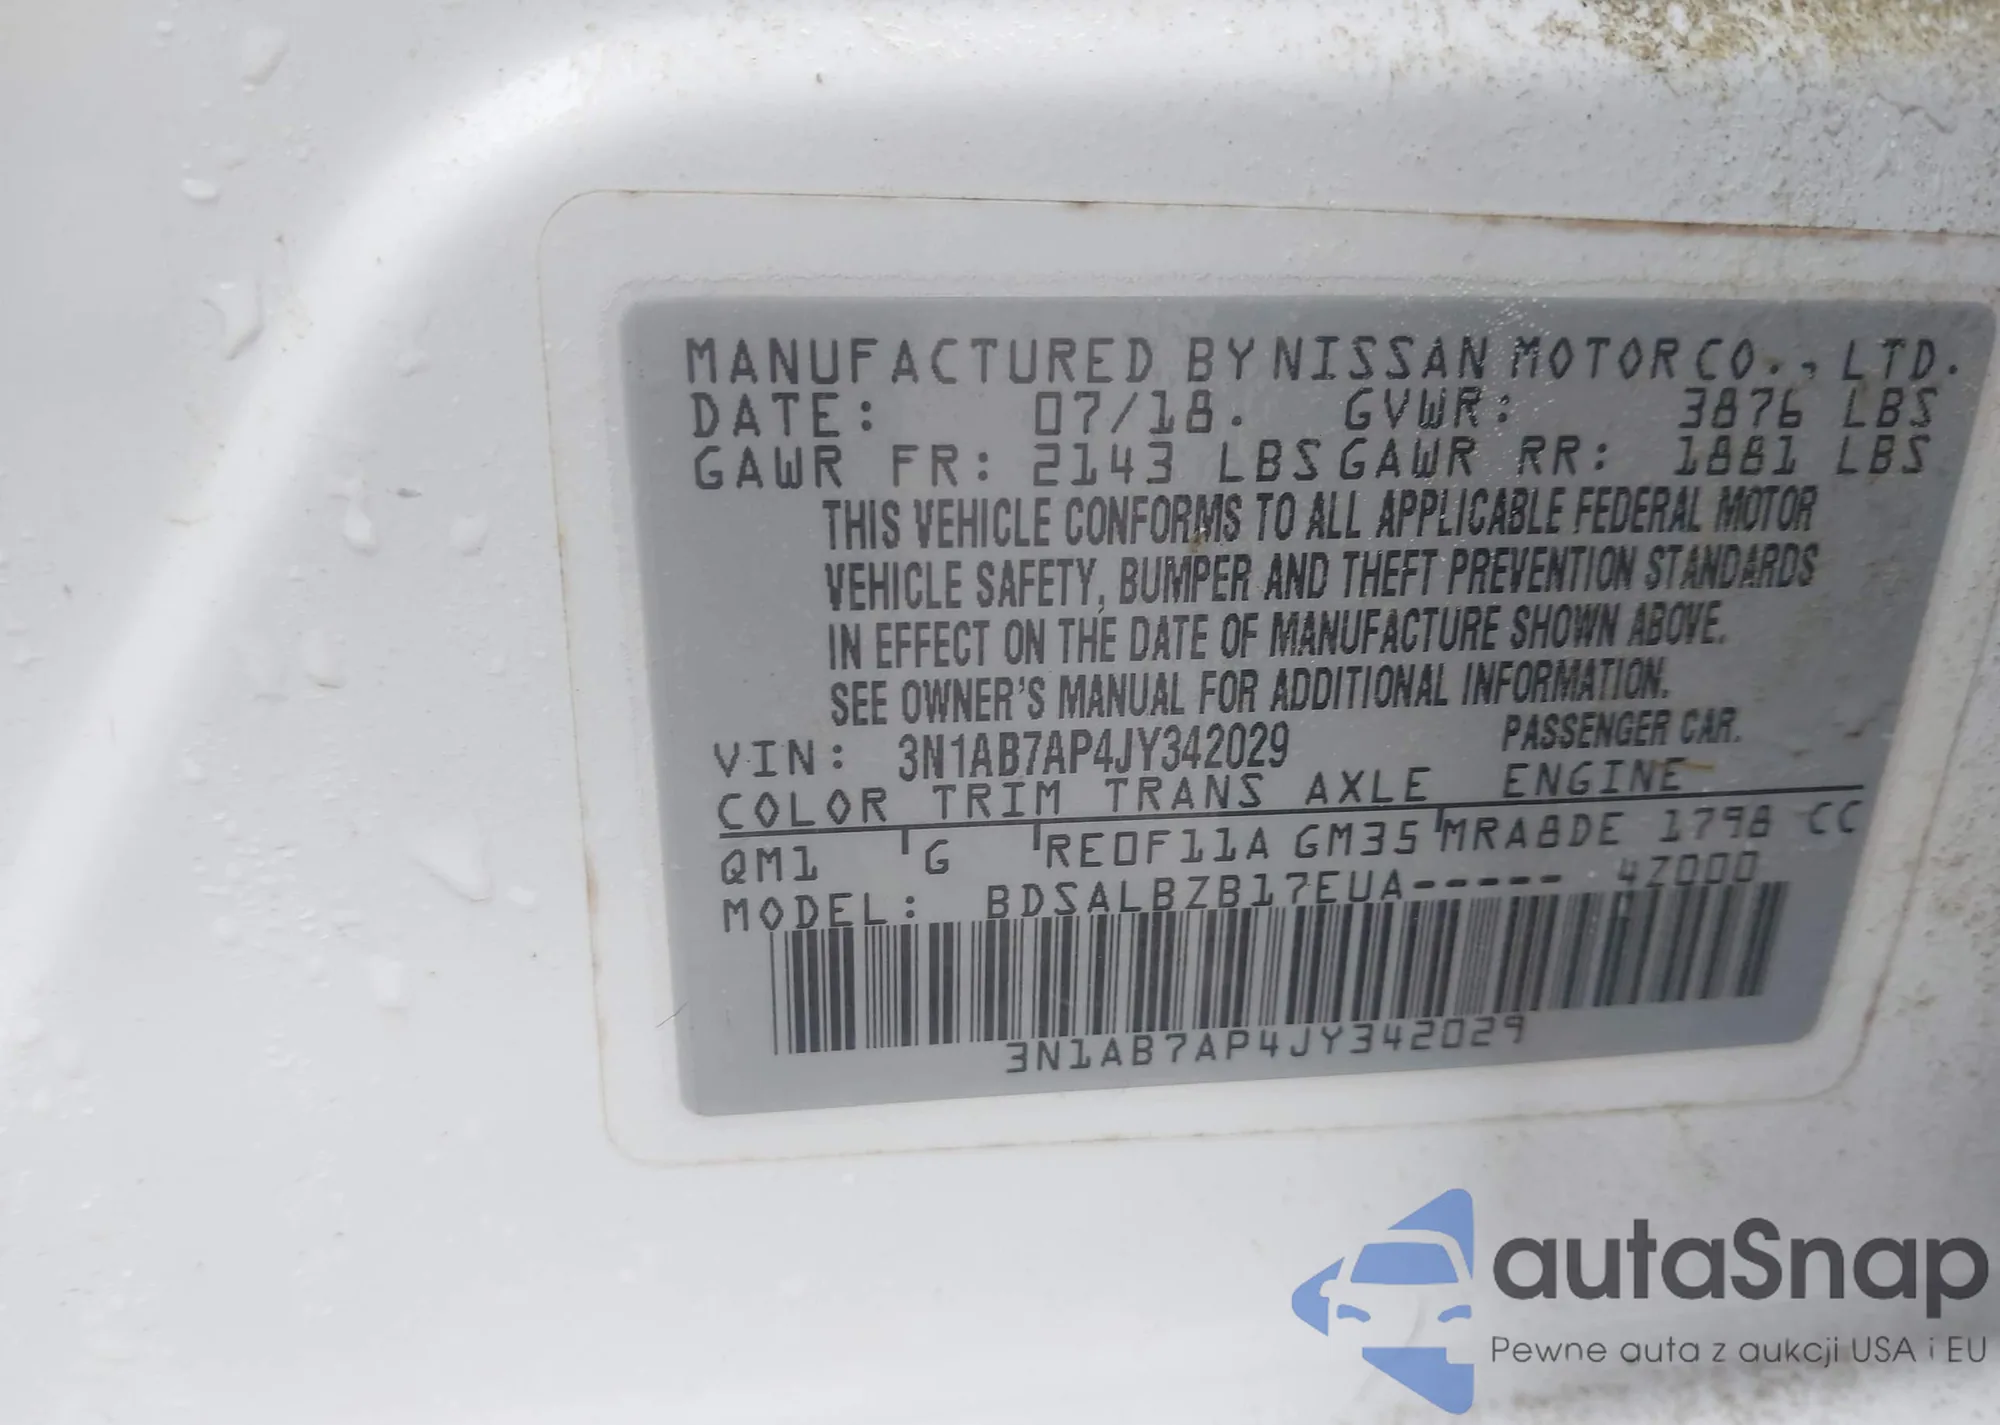 MANUFACTURED BY NISSAN MOTOR CO., LTD.
DATE: 07/18. GVWR: 3876 LBS
GAWR FR: 2143 LBS GAWR RR: 1881 LBS
THIS VEHICLE CONFORMS TO ALL APPLICABLE FEDERAL MOTOR
VEHICLE SAFETY, BUMPER AND THEFT PREVENTION STANDARDS
IN EFFECT ON THE DATE OF MANUFACTURE SHOWN ABOVE.
SEE OWNER'S MANUAL FOR ADDITIONAL INFORMATION.
VIN: 3N1AB7AP4JY342029 PASSENGER CAR.
COLOR TRIM TRANS AXLE ENGINE
QM1 G RE0F11A GM35 MRA8DE 1798 CC
MODEL: BDSALBZB17EUA----- 4Z000
3N1AB7AP4JY342029
autaSnap
Pewne auta z aukcji USA i EU